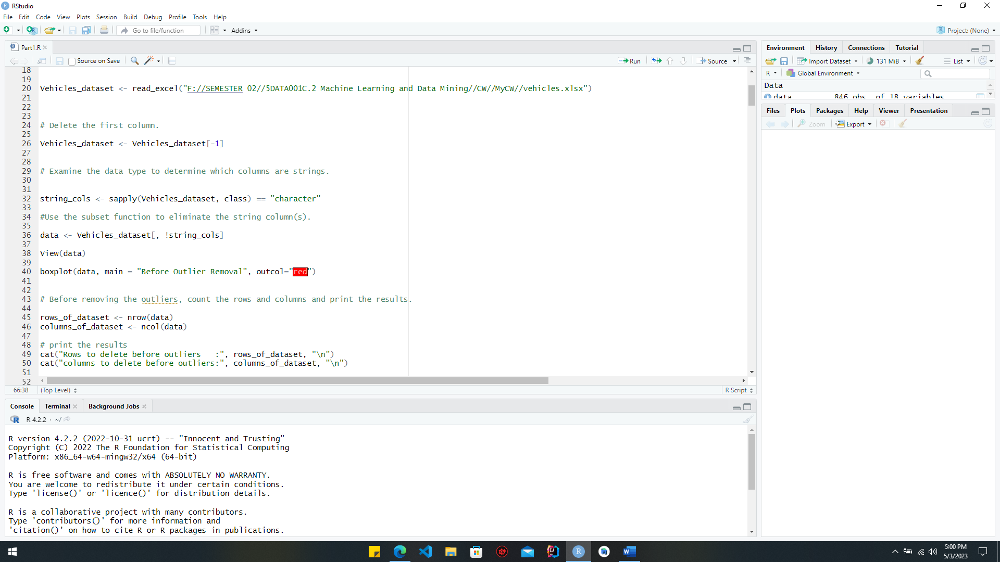 RStudio
File Edit Code View Plots Session Build Debug Profile Tools Help
Go to file/function Addins Project: (None)
Part1.R
Source on Save Run Source
18
19
20 Vehicles_dataset <- read_excel("F://SEMESTER 02//5DATA001C.2 Machine Learning and Data Mining//CW//MyCW//vehicles.xlsx")
21
22
23
24 # Delete the first column.
25
26 Vehicles_dataset <- Vehicles_dataset[-1]
27
28
29 # Examine the data type to determine which columns are strings.
30
31
32 string_cols <- sapply(Vehicles_dataset, class) == "character"
33
34 #Use the subset function to eliminate the string column(s).
35
36 data <- Vehicles_dataset[, !string_cols]
37
38 View(data)
39
40 boxplot(data, main = "Before Outlier Removal", outcol="red")
41
42
43 # Before removing the outliers, count the rows and columns and print the results.
44
45 rows_of_dataset <- nrow(data)
46 columns_of_dataset <- ncol(data)
47
48 # print the results
49 cat("Rows to delete before outliers   :", rows_of_dataset, "\n")
50 cat("columns to delete before outliers:", columns_of_dataset, "\n")
51
52
66:38 (Top Level) R Script
Console Terminal Background Jobs
R 4.2.2 · ~/
R version 4.2.2 (2022-10-31 ucrt) -- "Innocent and Trusting"
Copyright (C) 2022 The R Foundation for Statistical Computing
Platform: x86_64-w64-mingw32/x64 (64-bit)
R is free software and comes with ABSOLUTELY NO WARRANTY.
You are welcome to redistribute it under certain conditions.
Type 'license()' or 'licence()' for distribution details.
R is a collaborative project with many contributors.
Type 'contributors()' for more information and
'citation()' on how to cite R or R packages in publications.
Environment History Connections Tutorial
Import Dataset 131 MiB List
R Global Environment
Data
data 846 obs. of 18 variables
Files Plots Packages Help Viewer Presentation
Zoom Export
5:00 PM
5/3/2023